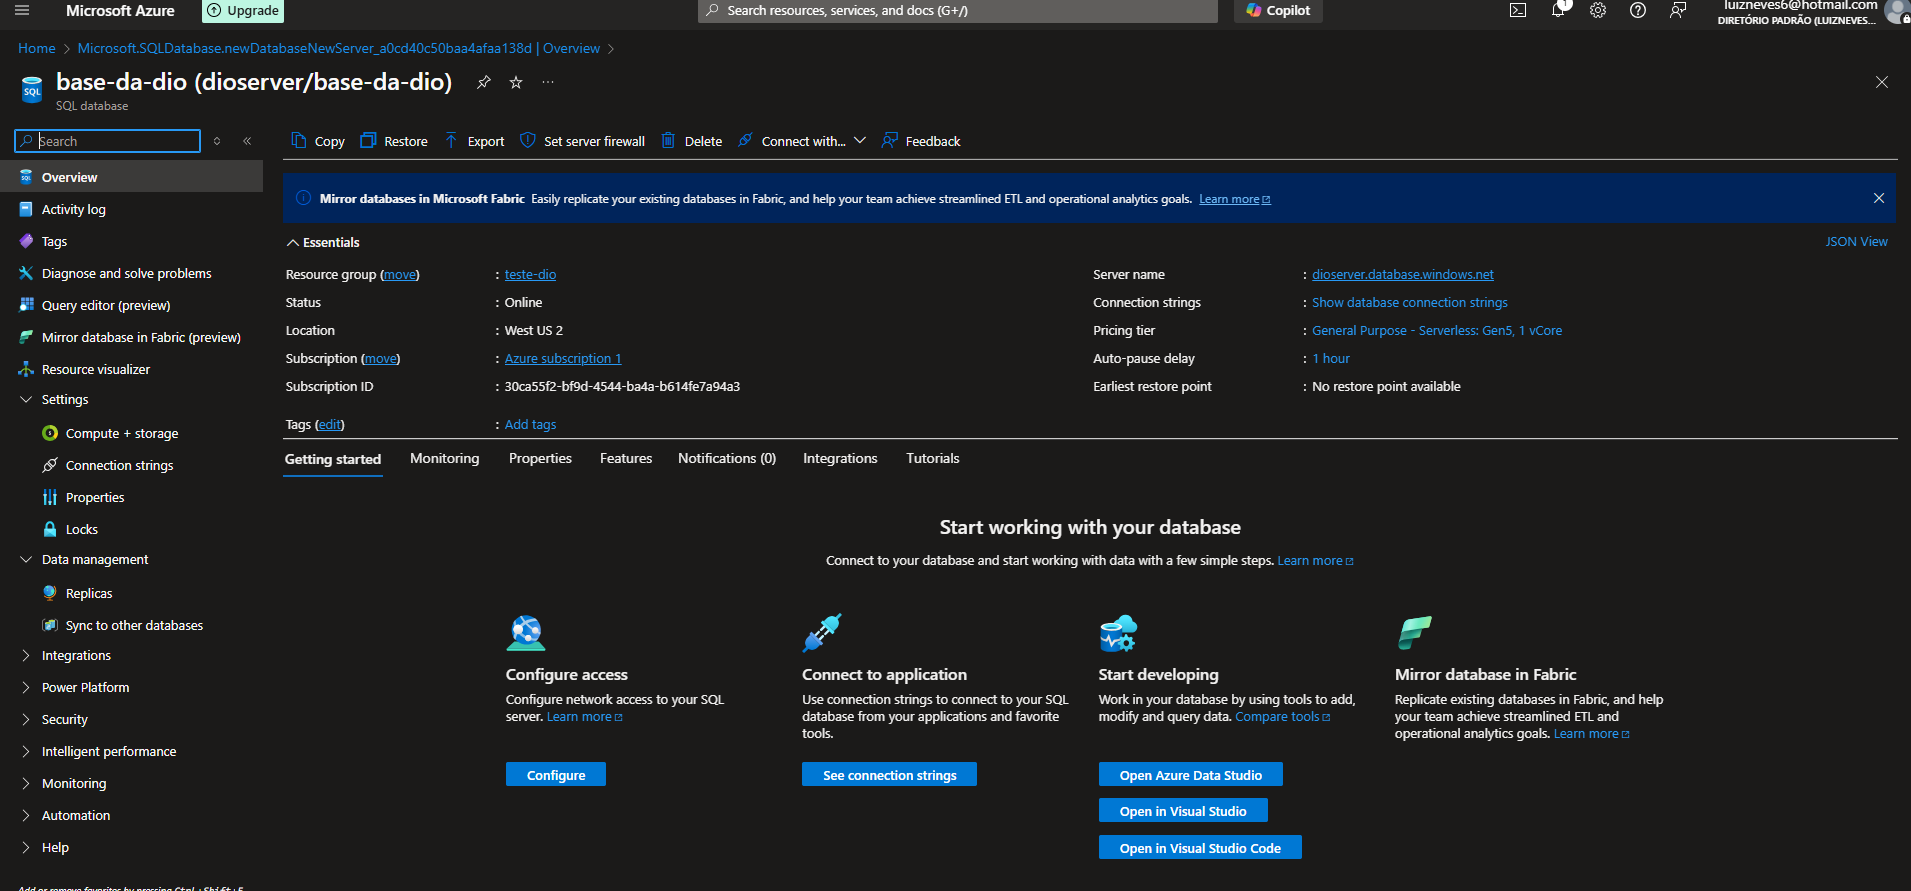 Microsoft Azure
Upgrade
Search resources, services, and docs (G+/)
Copilot
1
luizneves6@hotmail.com
DIRETÓRIO PADRÃO (LUIZNEVES...
Home > Microsoft.SQLDatabase.newDatabaseNewServer_a0cd40c50baa4afaa138d | Overview >
SQL
base-da-dio (dioserver/base-da-dio) ...
SQL database
Search
Copy
Restore
Export
Set server firewall
Delete
Connect with...
Feedback
Overview
Activity log
Tags
Diagnose and solve problems
Query editor (preview)
Mirror database in Fabric (preview)
Resource visualizer
Settings
Compute + storage
Connection strings
Properties
Locks
Data management
Replicas
Sync to other databases
Integrations
Power Platform
Security
Intelligent performance
Monitoring
Automation
Help
Add or remove favorites by pressing Ctrl+Shift+F
Mirror databases in Microsoft Fabric Easily replicate your existing databases in Fabric, and help your team achieve streamlined ETL and operational analytics goals. Learn more
Essentials
JSON View
Resource group (move) : teste-dio
Status : Online
Location : West US 2
Subscription (move) : Azure subscription 1
Subscription ID : 30ca55f2-bf9d-4544-ba4a-b614fe7a94a3
Tags (edit) : Add tags
Server name : dioserver.database.windows.net
Connection strings : Show database connection strings
Pricing tier : General Purpose - Serverless: Gen5, 1 vCore
Auto-pause delay : 1 hour
Earliest restore point : No restore point available
Getting started
Monitoring
Properties
Features
Notifications (0)
Integrations
Tutorials
Start working with your database
Connect to your database and start working with data with a few simple steps. Learn more
Configure access
Configure network access to your SQL
server. Learn more
Configure
Connect to application
Use connection strings to connect to your SQL
database from your applications and favorite
tools.
See connection strings
Start developing
Work in your database by using tools to add,
modify and query data. Compare tools
Open Azure Data Studio
Open in Visual Studio
Open in Visual Studio Code
Mirror database in Fabric
Replicate existing databases in Fabric, and help
your team achieve streamlined ETL and
operational analytics goals. Learn more